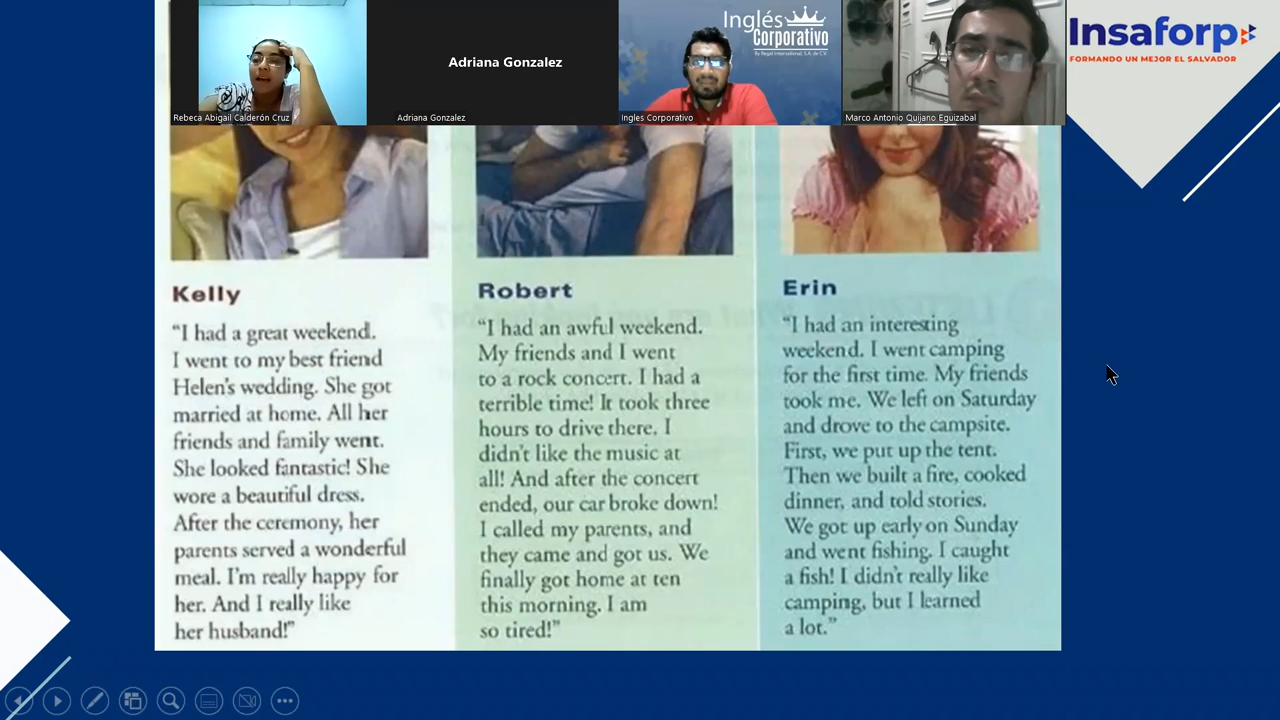 Adriana Gonzalez
Rebeca Abigail Calderón Cruz
Adriana Gonzalez
Inglés
Corporativo
By Regal International, S.A. de C.V.
Ingles Corporativo
Marco Antonio Quijano Eguizabal
Insaforp
FORMANDO UN MEJOR EL SALVADOR
Kelly
"I had a great weekend.
I went to my best friend
Helen's wedding. She got
married at home. All her
friends and family went.
She looked fantastic! She
wore a beautiful dress.
After the ceremony, her
parents served a wonderful
meal. I'm really happy for
her. And I really like
her husband!"
Robert
"I had an awful weekend.
My friends and I went
to a rock concert. I had a
terrible time! It took three
hours to drive there. I
didn't like the music at
all! And after the concert
ended, our car broke down!
I called my parents, and
they came and got us. We
finally got home at ten
this morning. I am
so tired!"
Erin
"I had an interesting
weekend. I went camping
for the first time. My friends
took me. We left on Saturday
and drove to the campsite.
First, we put up the tent.
Then we built a fire, cooked
dinner, and told stories.
We got up early on Sunday
and went fishing. I caught
a fish! I didn't really like
camping, but I learned
a lot."